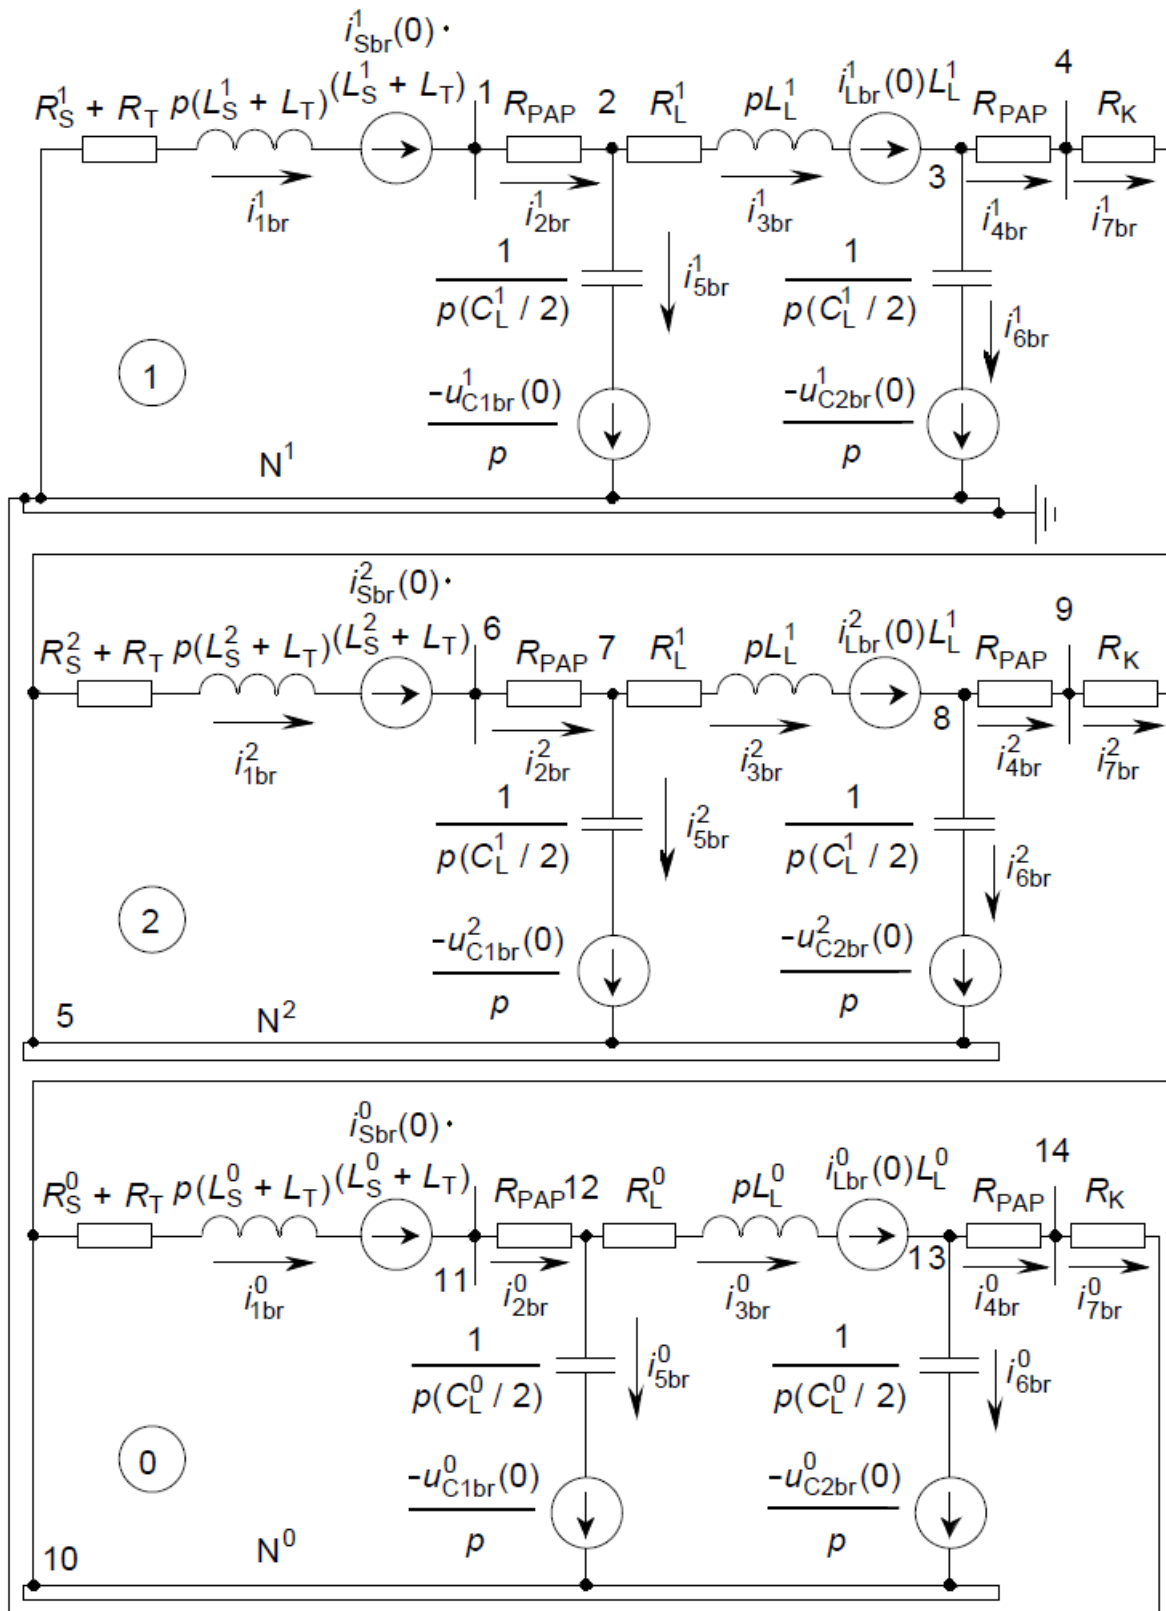 i¹Sbr(0)·
R¹S + RT p(L¹S + LT) (L¹S + LT) 1 RPAP 2 R¹L pL¹L i¹Lbr(0)L¹L RPAP 4 RK
3
i¹1br i¹2br i¹3br i¹4br i¹7br
1 / p(C¹L / 2) i¹5br 1 / p(C¹L / 2) i¹6br
1
-u¹C1br(0) / p -u¹C2br(0) / p
N¹
i²Sbr(0)·
R²S + RT p(L²S + LT) (L²S + LT) 6 RPAP 7 R¹L pL¹L i²Lbr(0)L¹L RPAP 9 RK
8
i²1br i²2br i²3br i²4br i²7br
1 / p(C¹L / 2) i²5br 1 / p(C¹L / 2) i²6br
2
-u²C1br(0) / p -u²C2br(0) / p
5 N²
i⁰Sbr(0)·
R⁰S + RT p(L⁰S + LT) (L⁰S + LT) RPAP 12 R⁰L pL⁰L i⁰Lbr(0)L⁰L RPAP 14 RK
11 13
i⁰1br i⁰2br i⁰3br i⁰4br i⁰7br
1 / p(C⁰L / 2) i⁰5br 1 / p(C⁰L / 2) i⁰6br
0
-u⁰C1br(0) / p -u⁰C2br(0) / p
10 N⁰